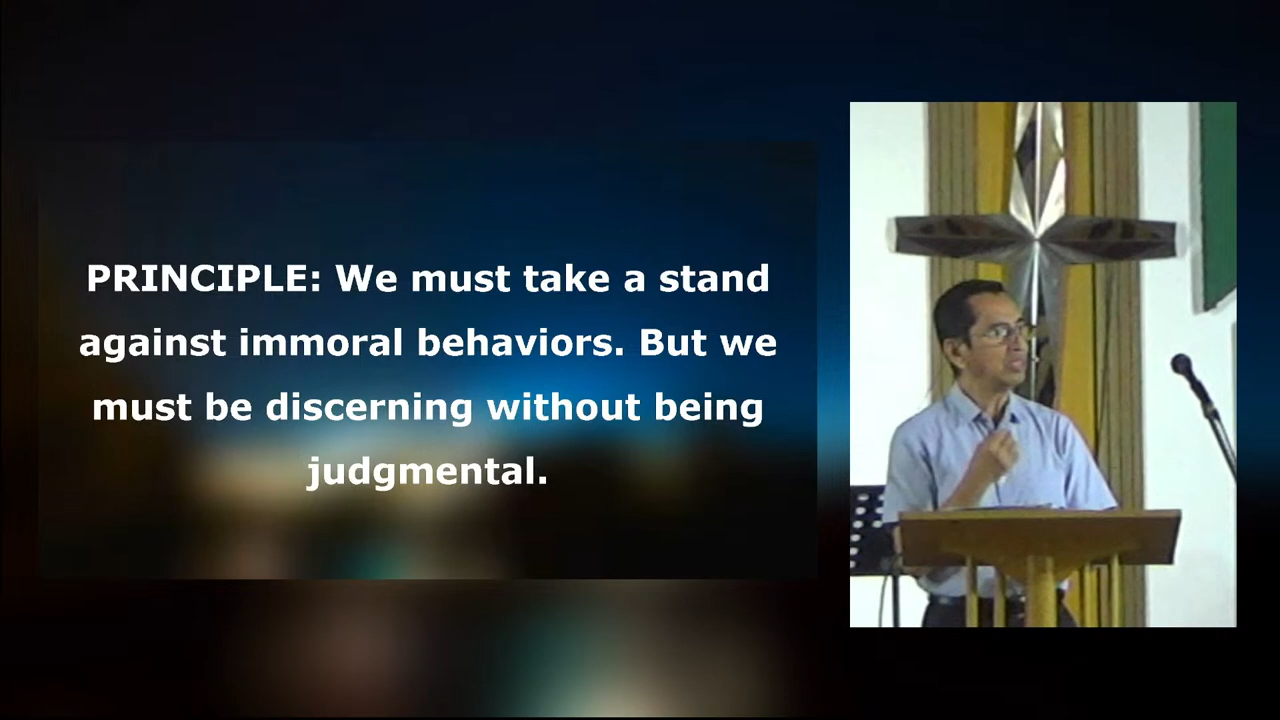 PRINCIPLE: We must take a stand
against immoral behaviors. But we
must be discerning without being
judgmental.